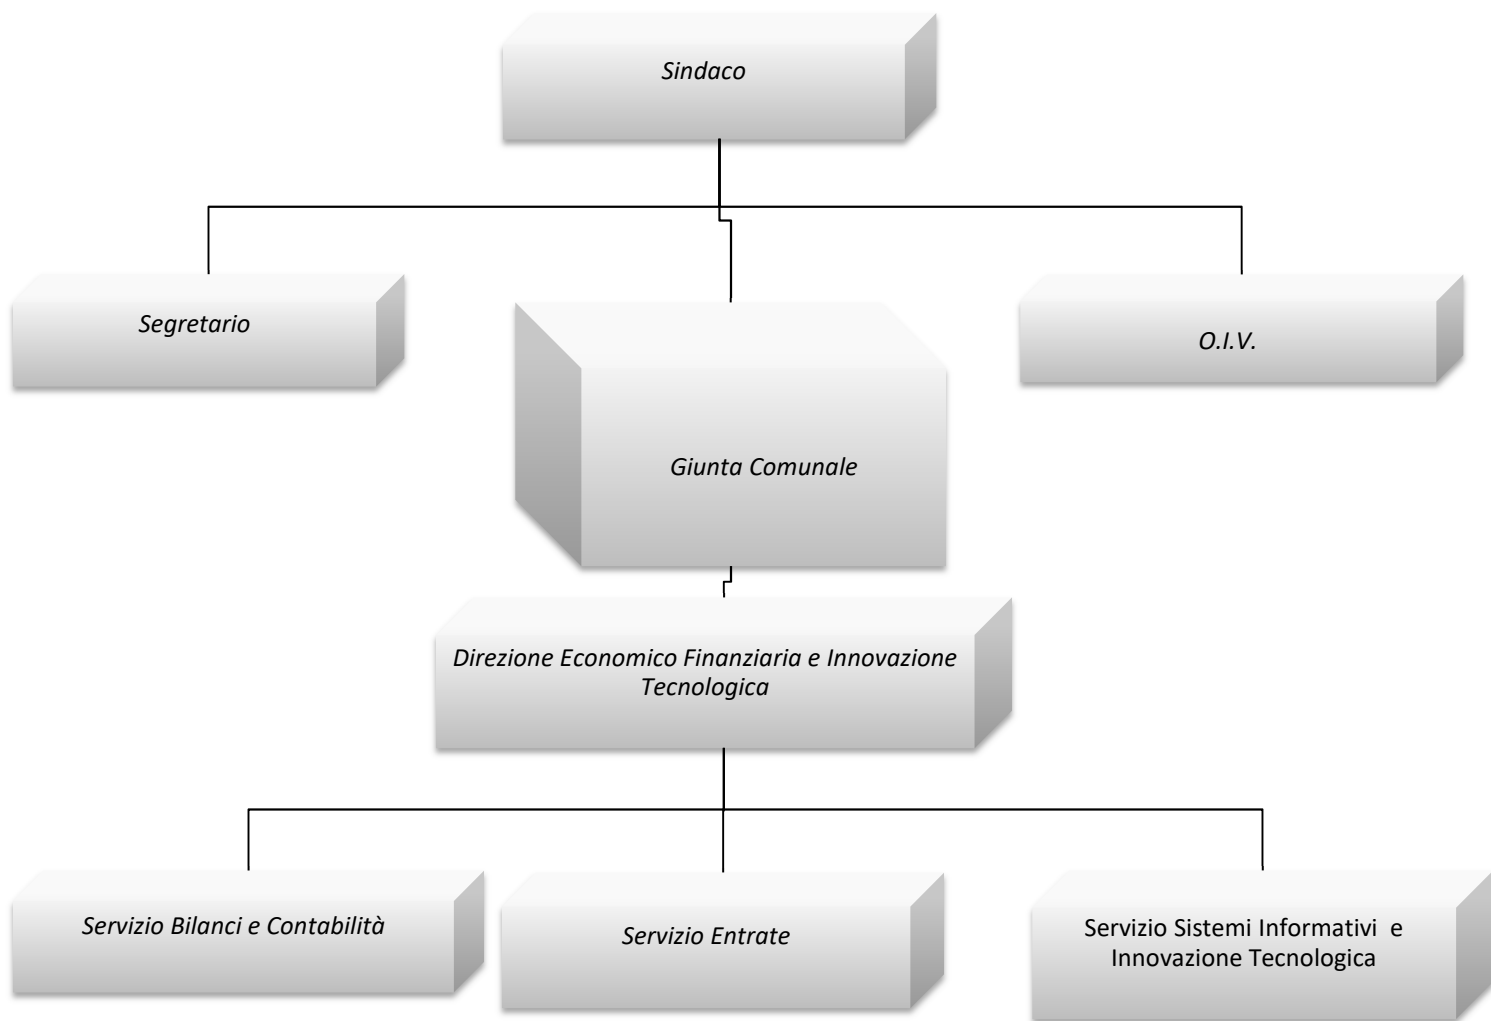 Sindaco
Segretario
O.I.V.
Giunta Comunale
Direzione Economico Finanziaria e Innovazione
Tecnologica
Servizio Bilanci e Contabilità
Servizio Entrate
Servizio Sistemi Informativi e
Innovazione Tecnologica